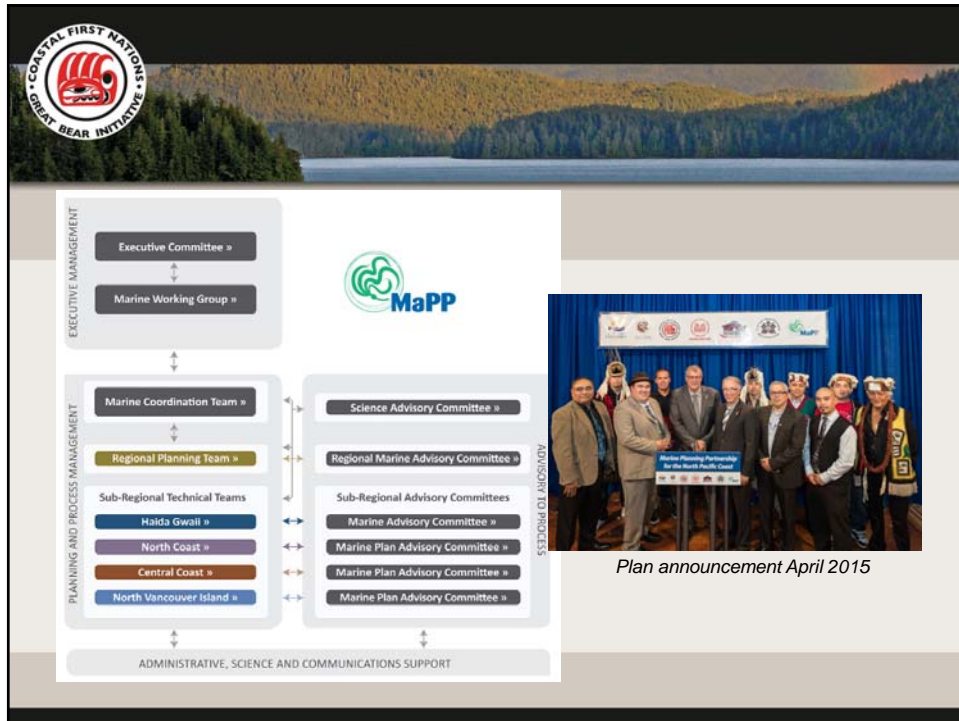 COASTAL FIRST NATIONS
GREAT BEAR INITIATIVE
EXECUTIVE MANAGEMENT
Executive Committee »
Marine Working Group »
MaPP
PLANNING AND PROCESS MANAGEMENT
Marine Coordination Team »
Regional Planning Team »
Sub-Regional Technical Teams
Haida Gwaii »
North Coast »
Central Coast »
North Vancouver Island »
Science Advisory Committee »
Regional Marine Advisory Committee »
Sub-Regional Advisory Committees
Marine Advisory Committee »
Marine Plan Advisory Committee »
Marine Plan Advisory Committee »
Marine Plan Advisory Committee »
ADVISORY TO PROCESS
ADMINISTRATIVE, SCIENCE AND COMMUNICATIONS SUPPORT
MaPP
Marine Planning Partnership
for the North Pacific Coast
Plan announcement April 2015